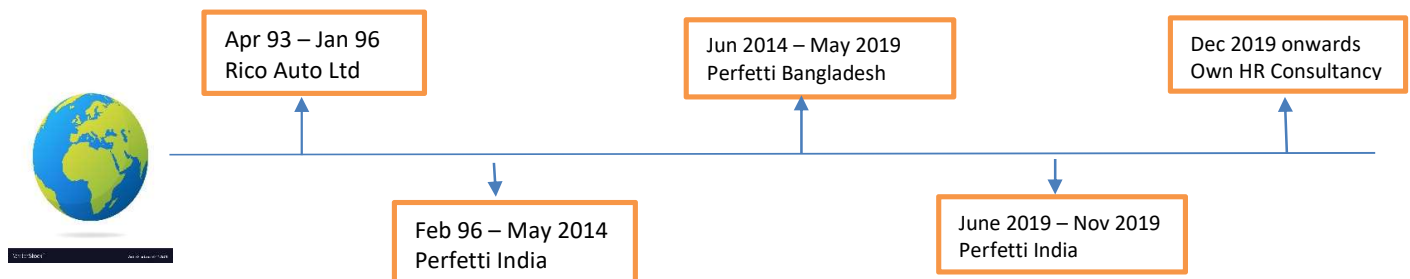 Apr 93 – Jan 96
Rico Auto Ltd
Feb 96 – May 2014
Perfetti India
Jun 2014 – May 2019
Perfetti Bangladesh
June 2019 – Nov 2019
Perfetti India
Dec 2019 onwards
Own HR Consultancy